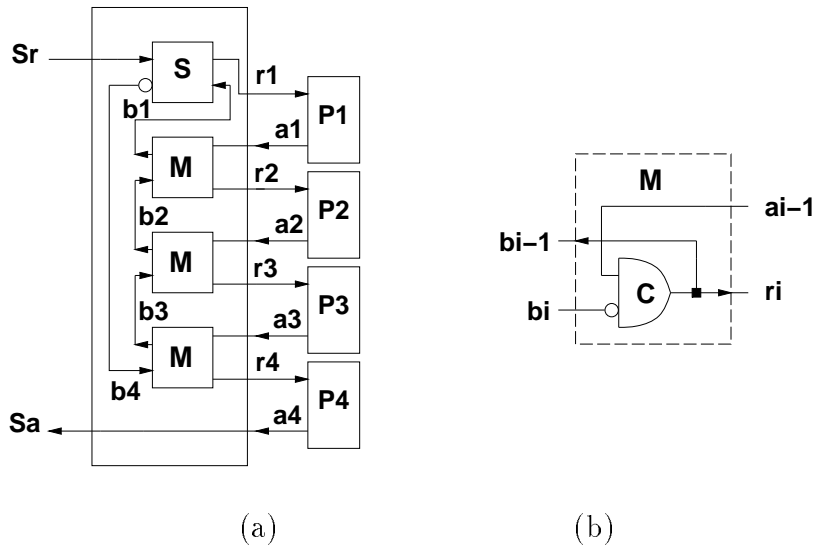 Sr
S
r1
P1
b1
a1
M
r2
P2
b2
a2
M
r3
P3
b3
a3
M
r4
P4
b4
a4
Sa
(a)
M
ai–1
bi–1
C
ri
bi
(b)